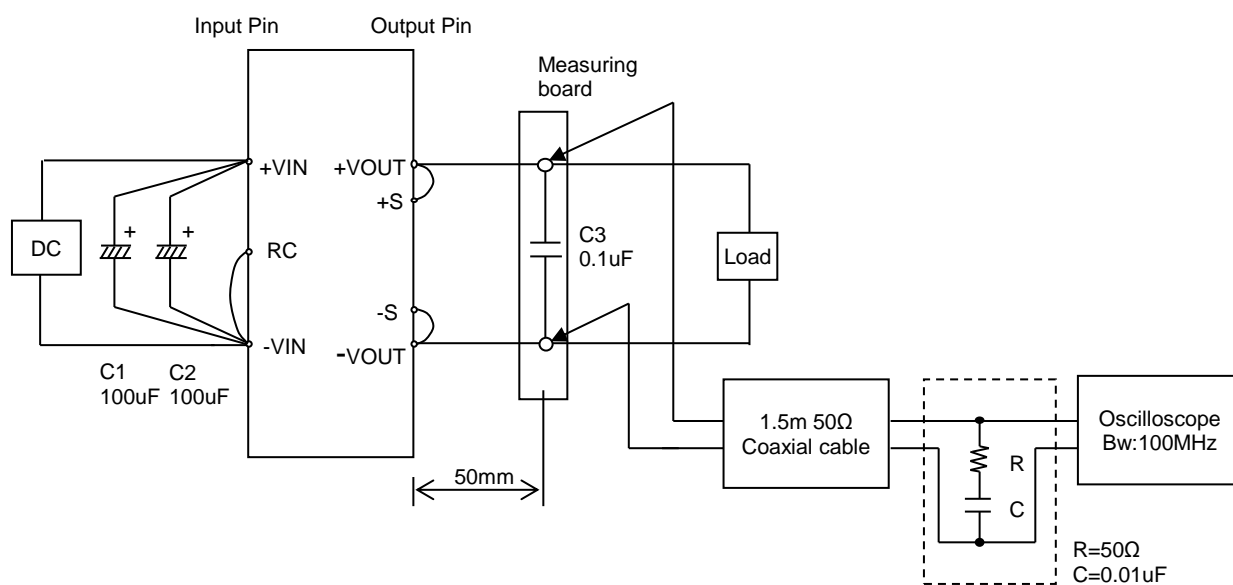 Input Pin
Output Pin
Measuring
board
+VIN
+VOUT
+S
DC
+
+
RC
C3
0.1uF
Load
-S
-VIN
-VOUT
C1
100uF
C2
100uF
1.5m 50Ω
Coaxial cable
Oscilloscope
Bw:100MHz
50mm
R
C
R=50Ω
C=0.01uF